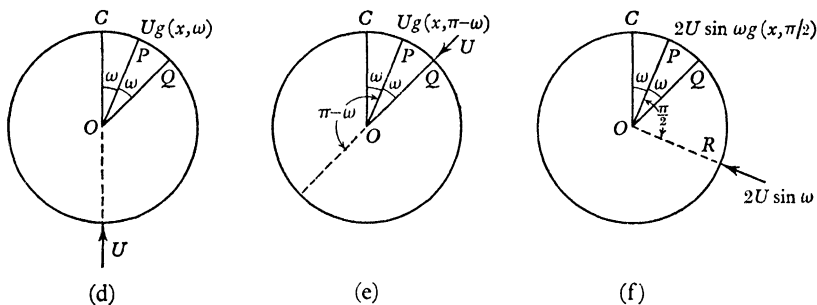 C
Ug(x,ω)
P
Q
ω
ω
O
U
(d)
C
Ug(x,π−ω)
U
P
Q
ω
ω
π−ω
O
(e)
C
2U sin ωg(x,π/2)
P
Q
ω
ω
π/2
O
R
2U sin ω
(f)